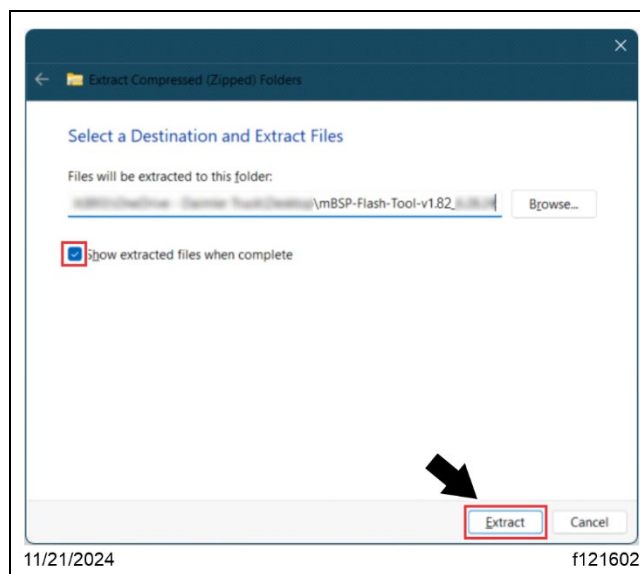 Extract Compressed (Zipped) Folders
Select a Destination and Extract Files
Files will be extracted to this folder:
\mBSP-Flash-Tool-v1.82_
Browse...
Show extracted files when complete
Extract
Cancel
11/21/2024
f121602